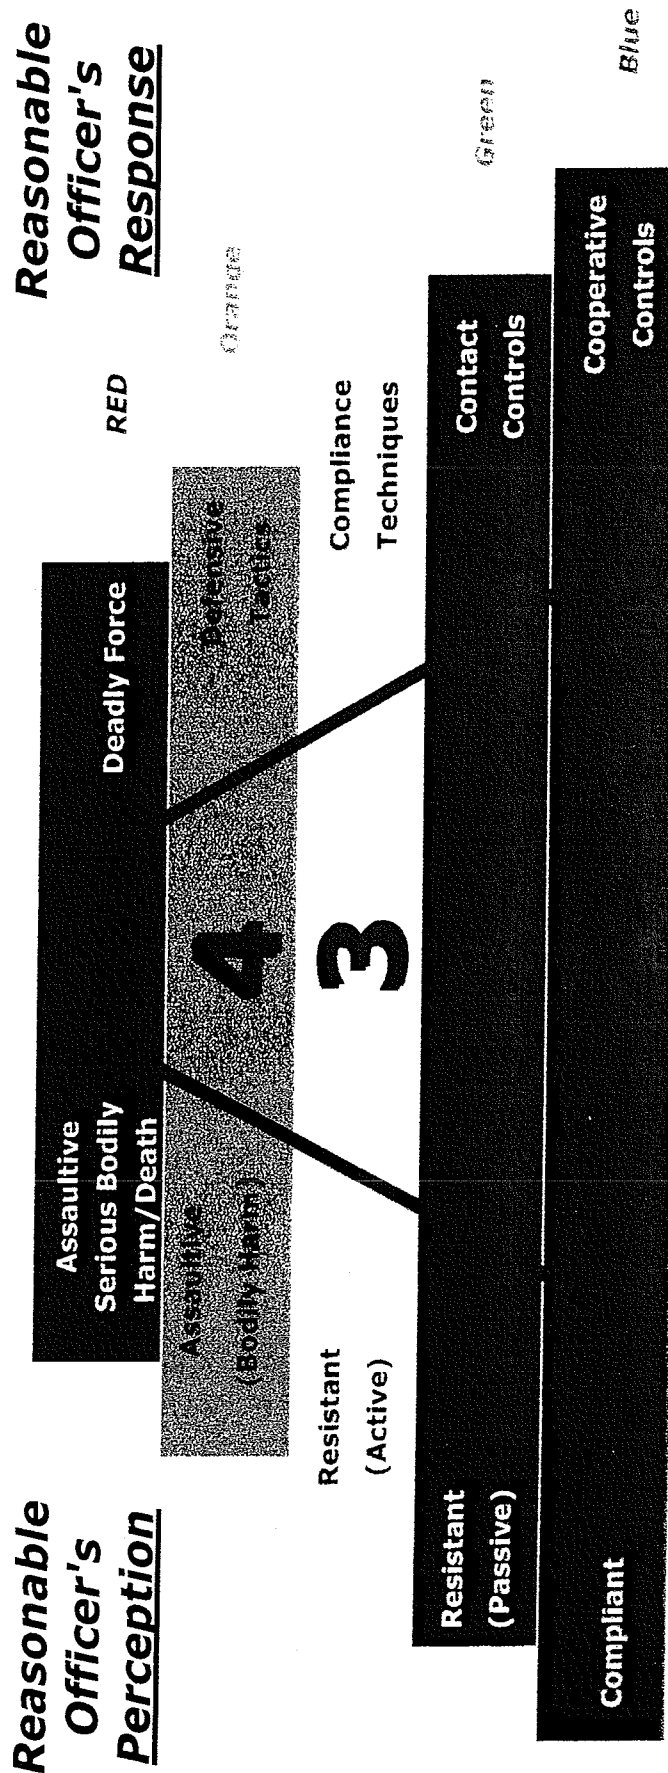 Reasonable
Officer's
Perception
Reasonable
Officer's
Response
Assaultive
Serious Bodily
Harm/Death
Deadly Force
RED
Assaultive
(Bodily Harm)
4
Defensive
Tactics
Orange
Resistant
(Active)
3
Compliance
Techniques
Resistant
(Passive)
Contact
Controls
Green
Compliant
Cooperative
Controls
Blue